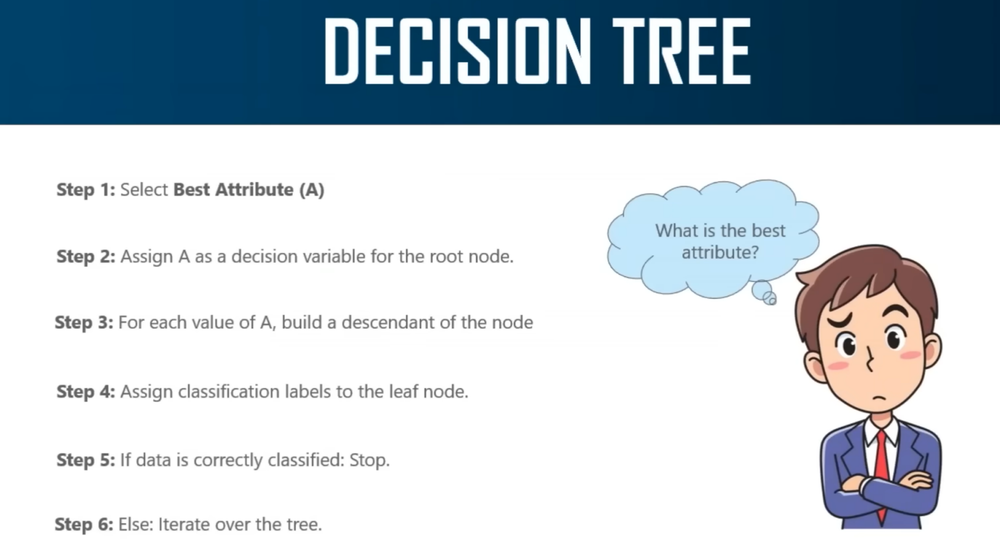 DECISION TREE
Step 1: Select Best Attribute (A)
What is the best
attribute?
Step 2: Assign A as a decision variable for the root node.
Step 3: For each value of A, build a descendant of the node
Step 4: Assign classification labels to the leaf node.
Step 5: If data is correctly classified: Stop.
Step 6: Else: Iterate over the tree.